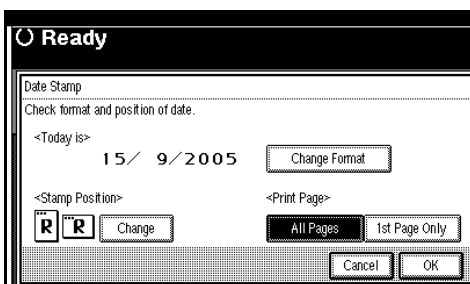 Ready
Date Stamp
Check format and position of date.
<Today is>
15/ 9/2005 Change Format
<Stamp Position> <Print Page>
R R Change All Pages 1st Page Only
Cancel OK